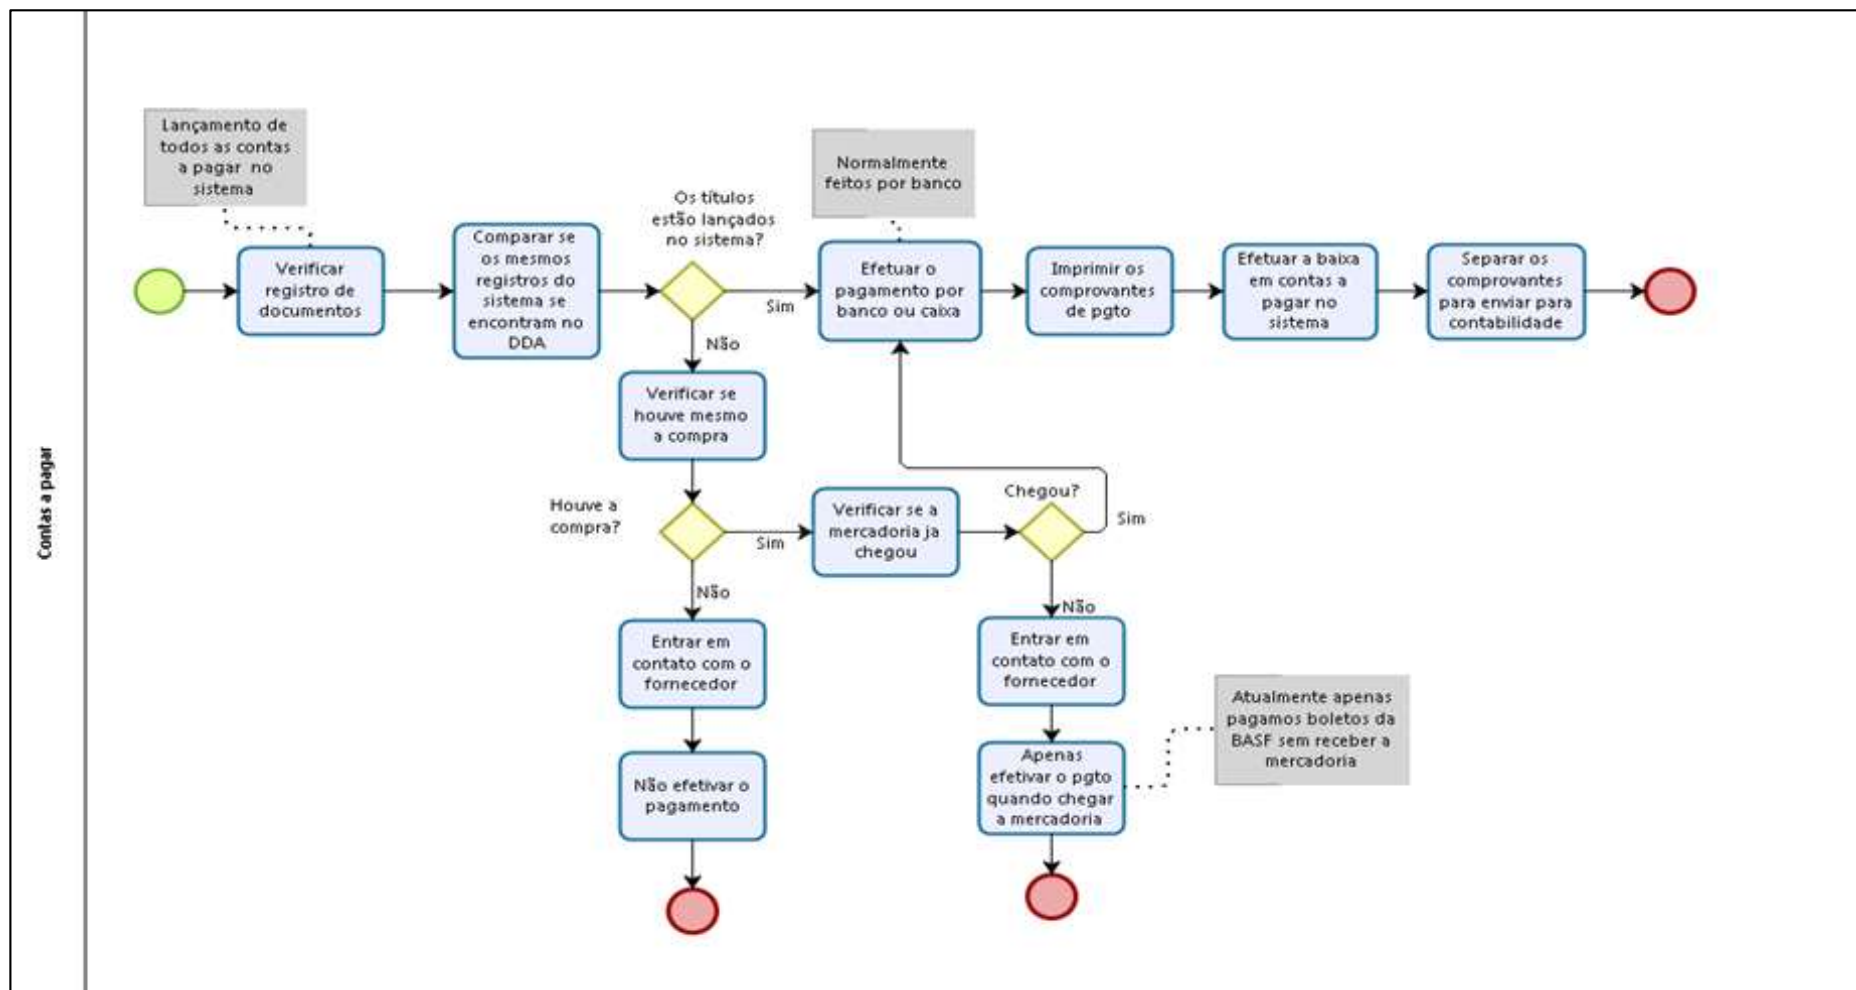 Contas a pagar
Lançamento de
todos as contas
a pagar no
sistema
Verificar
registro de
documentos
Comparar se
os mesmos
registros do
sistema se
encontram no
DDA
Os títulos
estão lançados
no sistema?
Sim
Não
Normalmente
feitos por banco
Efetuar o
pagamento por
banco ou caixa
Imprimir os
comprovantes
de pgto
Efetuar a baixa
em contas a
pagar no
sistema
Separar os
comprovantes
para enviar para
contabilidade
Verificar se
houve mesmo
a compra
Houve a
compra?
Sim
Não
Verificar se a
mercadoria ja
chegou
Chegou?
Sim
Não
Entrar em
contato com o
fornecedor
Não efetivar o
pagamento
Entrar em
contato com o
fornecedor
Apenas
efetivar o pgto
quando chegar
a mercadoria
Atualmente apenas
pagamos boletos da
BASF sem receber a
mercadoria